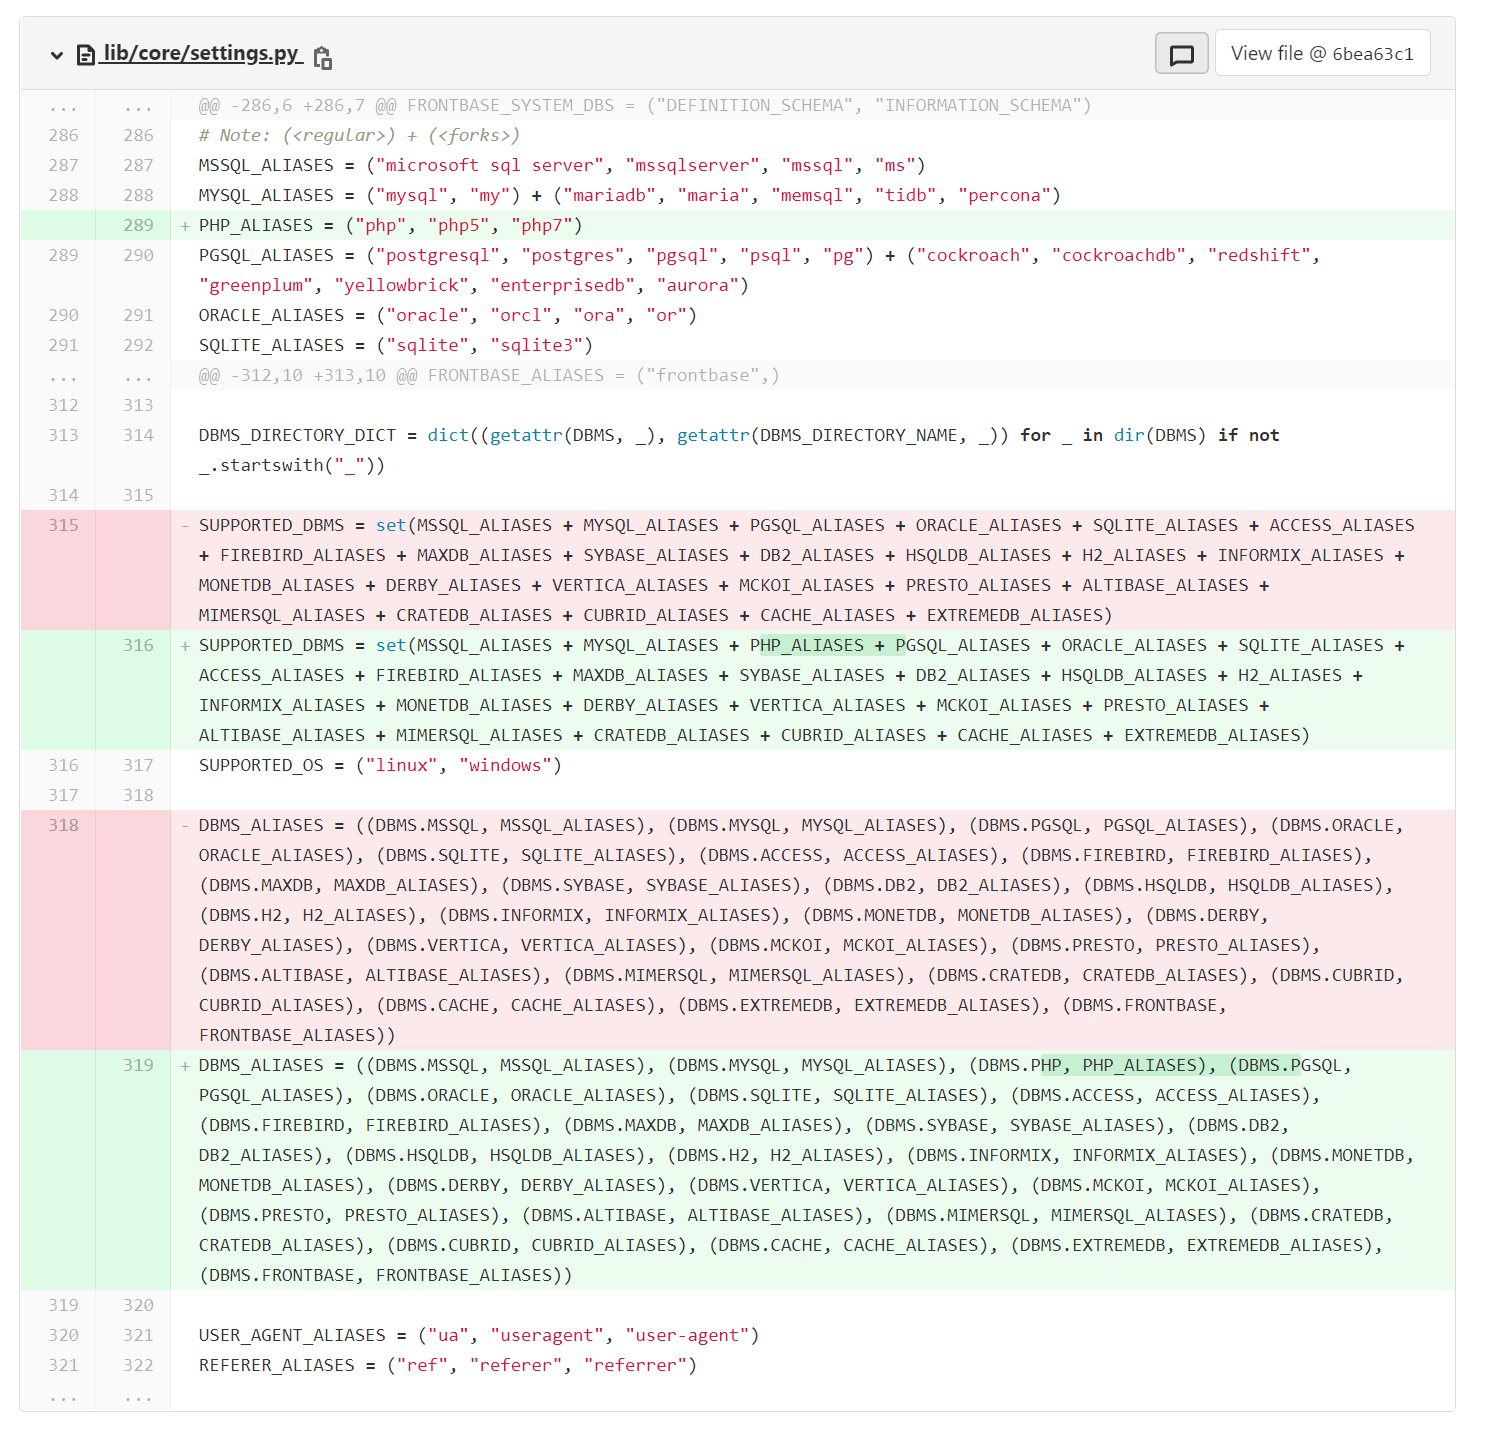 lib/core/settings.py View file @ 6bea63c1
... ... @@ -286,6 +286,7 @@ FRONTBASE_SYSTEM_DBS = ("DEFINITION_SCHEMA", "INFORMATION_SCHEMA")
286 286 # Note: (<regular>) + (<forks>)
287 287 MSSQL_ALIASES = ("microsoft sql server", "mssqlserver", "mssql", "ms")
288 288 MYSQL_ALIASES = ("mysql", "my") + ("mariadb", "maria", "memsql", "tidb", "percona")
289 + PHP_ALIASES = ("php", "php5", "php7")
289 290 PGSQL_ALIASES = ("postgresql", "postgres", "pgsql", "psql", "pg") + ("cockroach", "cockroachdb", "redshift",
"greenplum", "yellowbrick", "enterprisedb", "aurora")
290 291 ORACLE_ALIASES = ("oracle", "orcl", "ora", "or")
291 292 SQLITE_ALIASES = ("sqlite", "sqlite3")
... ... @@ -312,10 +313,10 @@ FRONTBASE_ALIASES = ("frontbase",)
312 313
313 314 DBMS_DIRECTORY_DICT = dict((getattr(DBMS, _), getattr(DBMS_DIRECTORY_NAME, _)) for _ in dir(DBMS) if not
_.startswith("_"))
314 315
315 - SUPPORTED_DBMS = set(MSSQL_ALIASES + MYSQL_ALIASES + PGSQL_ALIASES + ORACLE_ALIASES + SQLITE_ALIASES + ACCESS_ALIASES
+ FIREBIRD_ALIASES + MAXDB_ALIASES + SYBASE_ALIASES + DB2_ALIASES + HSQLDB_ALIASES + H2_ALIASES + INFORMIX_ALIASES +
MONETDB_ALIASES + DERBY_ALIASES + VERTICA_ALIASES + MCKOI_ALIASES + PRESTO_ALIASES + ALTIBASE_ALIASES +
MIMERSQL_ALIASES + CRATEDB_ALIASES + CUBRID_ALIASES + CACHE_ALIASES + EXTREMEDB_ALIASES)
316 + SUPPORTED_DBMS = set(MSSQL_ALIASES + MYSQL_ALIASES + PHP_ALIASES + PGSQL_ALIASES + ORACLE_ALIASES + SQLITE_ALIASES +
ACCESS_ALIASES + FIREBIRD_ALIASES + MAXDB_ALIASES + SYBASE_ALIASES + DB2_ALIASES + HSQLDB_ALIASES + H2_ALIASES +
INFORMIX_ALIASES + MONETDB_ALIASES + DERBY_ALIASES + VERTICA_ALIASES + MCKOI_ALIASES + PRESTO_ALIASES +
ALTIBASE_ALIASES + MIMERSQL_ALIASES + CRATEDB_ALIASES + CUBRID_ALIASES + CACHE_ALIASES + EXTREMEDB_ALIASES)
316 317 SUPPORTED_OS = ("linux", "windows")
317 318
318 - DBMS_ALIASES = ((DBMS.MSSQL, MSSQL_ALIASES), (DBMS.MYSQL, MYSQL_ALIASES), (DBMS.PGSQL, PGSQL_ALIASES), (DBMS.ORACLE,
ORACLE_ALIASES), (DBMS.SQLITE, SQLITE_ALIASES), (DBMS.ACCESS, ACCESS_ALIASES), (DBMS.FIREBIRD, FIREBIRD_ALIASES),
(DBMS.MAXDB, MAXDB_ALIASES), (DBMS.SYBASE, SYBASE_ALIASES), (DBMS.DB2, DB2_ALIASES), (DBMS.HSQLDB, HSQLDB_ALIASES),
(DBMS.H2, H2_ALIASES), (DBMS.INFORMIX, INFORMIX_ALIASES), (DBMS.MONETDB, MONETDB_ALIASES), (DBMS.DERBY,
DERBY_ALIASES), (DBMS.VERTICA, VERTICA_ALIASES), (DBMS.MCKOI, MCKOI_ALIASES), (DBMS.PRESTO, PRESTO_ALIASES),
(DBMS.ALTIBASE, ALTIBASE_ALIASES), (DBMS.MIMERSQL, MIMERSQL_ALIASES), (DBMS.CRATEDB, CRATEDB_ALIASES), (DBMS.CUBRID,
CUBRID_ALIASES), (DBMS.CACHE, CACHE_ALIASES), (DBMS.EXTREMEDB, EXTREMEDB_ALIASES), (DBMS.FRONTBASE,
FRONTBASE_ALIASES))
319 + DBMS_ALIASES = ((DBMS.MSSQL, MSSQL_ALIASES), (DBMS.MYSQL, MYSQL_ALIASES), (DBMS.PHP, PHP_ALIASES), (DBMS.PGSQL,
PGSQL_ALIASES), (DBMS.ORACLE, ORACLE_ALIASES), (DBMS.SQLITE, SQLITE_ALIASES), (DBMS.ACCESS, ACCESS_ALIASES),
(DBMS.FIREBIRD, FIREBIRD_ALIASES), (DBMS.MAXDB, MAXDB_ALIASES), (DBMS.SYBASE, SYBASE_ALIASES), (DBMS.DB2,
DB2_ALIASES), (DBMS.HSQLDB, HSQLDB_ALIASES), (DBMS.H2, H2_ALIASES), (DBMS.INFORMIX, INFORMIX_ALIASES), (DBMS.MONETDB,
MONETDB_ALIASES), (DBMS.DERBY, DERBY_ALIASES), (DBMS.VERTICA, VERTICA_ALIASES), (DBMS.MCKOI, MCKOI_ALIASES),
(DBMS.PRESTO, PRESTO_ALIASES), (DBMS.ALTIBASE, ALTIBASE_ALIASES), (DBMS.MIMERSQL, MIMERSQL_ALIASES), (DBMS.CRATEDB,
CRATEDB_ALIASES), (DBMS.CUBRID, CUBRID_ALIASES), (DBMS.CACHE, CACHE_ALIASES), (DBMS.EXTREMEDB, EXTREMEDB_ALIASES),
(DBMS.FRONTBASE, FRONTBASE_ALIASES))
319 320
320 321 USER_AGENT_ALIASES = ("ua", "useragent", "user-agent")
321 322 REFERER_ALIASES = ("ref", "referer", "referrer")
... ...